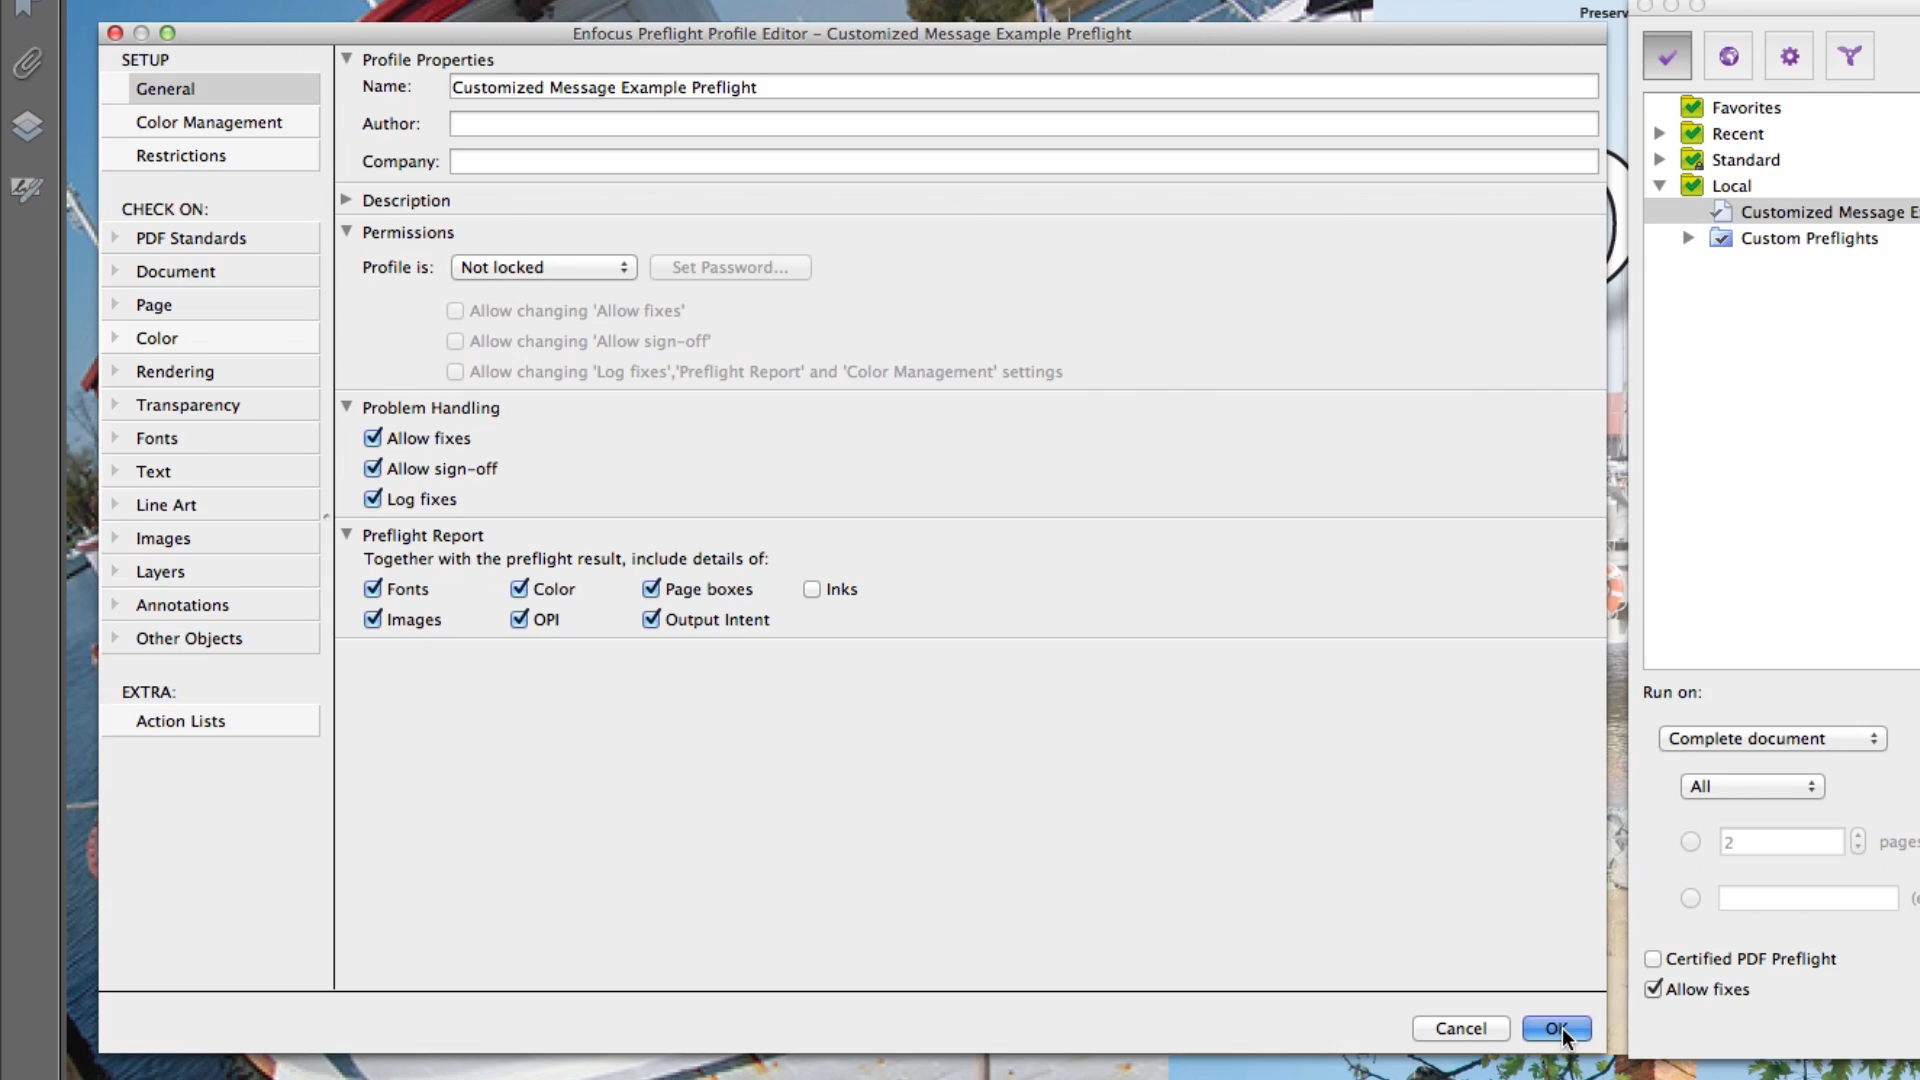 Enfocus Preflight Profile Editor - Customized Message Example Preflight
SETUP
General
Color Management
Restrictions
CHECK ON:
PDF Standards
Document
Page
Color
Rendering
Transparency
Fonts
Text
Line Art
Images
Layers
Annotations
Other Objects
EXTRA:
Action Lists
Profile Properties
Name: Customized Message Example Preflight
Author:
Company:
Description
Permissions
Profile is: Not locked Set Password...
Allow changing 'Allow fixes'
Allow changing 'Allow sign-off'
Allow changing 'Log fixes','Preflight Report' and 'Color Management' settings
Problem Handling
Allow fixes
Allow sign-off
Log fixes
Preflight Report
Together with the preflight result, include details of:
Fonts Color Page boxes Inks
Images OPI Output Intent
Cancel OK
Favorites
Recent
Standard
Local
Customized Message
Custom Preflights
Run on:
Complete document
All
2 pages
Certified PDF Preflight
Allow fixes